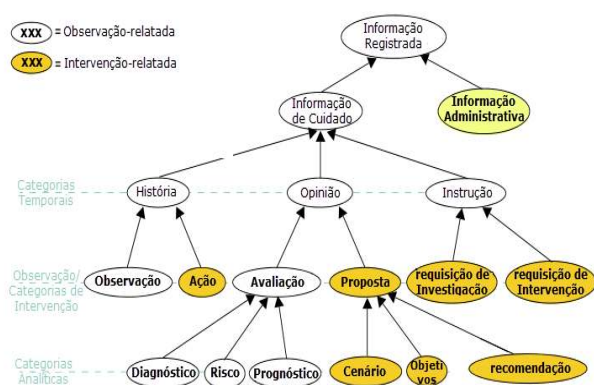 xxx = Observação-relatada
xxx = Intervenção-relatada
Informação
Registrada
Informação
de Cuidado
Informação
Administrativa
Categorias
Temporais
História
Opinião
Instrução
Observação/
Categorias de
Intervenção
Observação
Ação
Avaliação
Proposta
requisição de
Investigação
requisição de
Intervenção
Categorias
Analíticas
Diagnóstico
Risco
Prognóstico
Cenário
Objeti
vos
recomendação